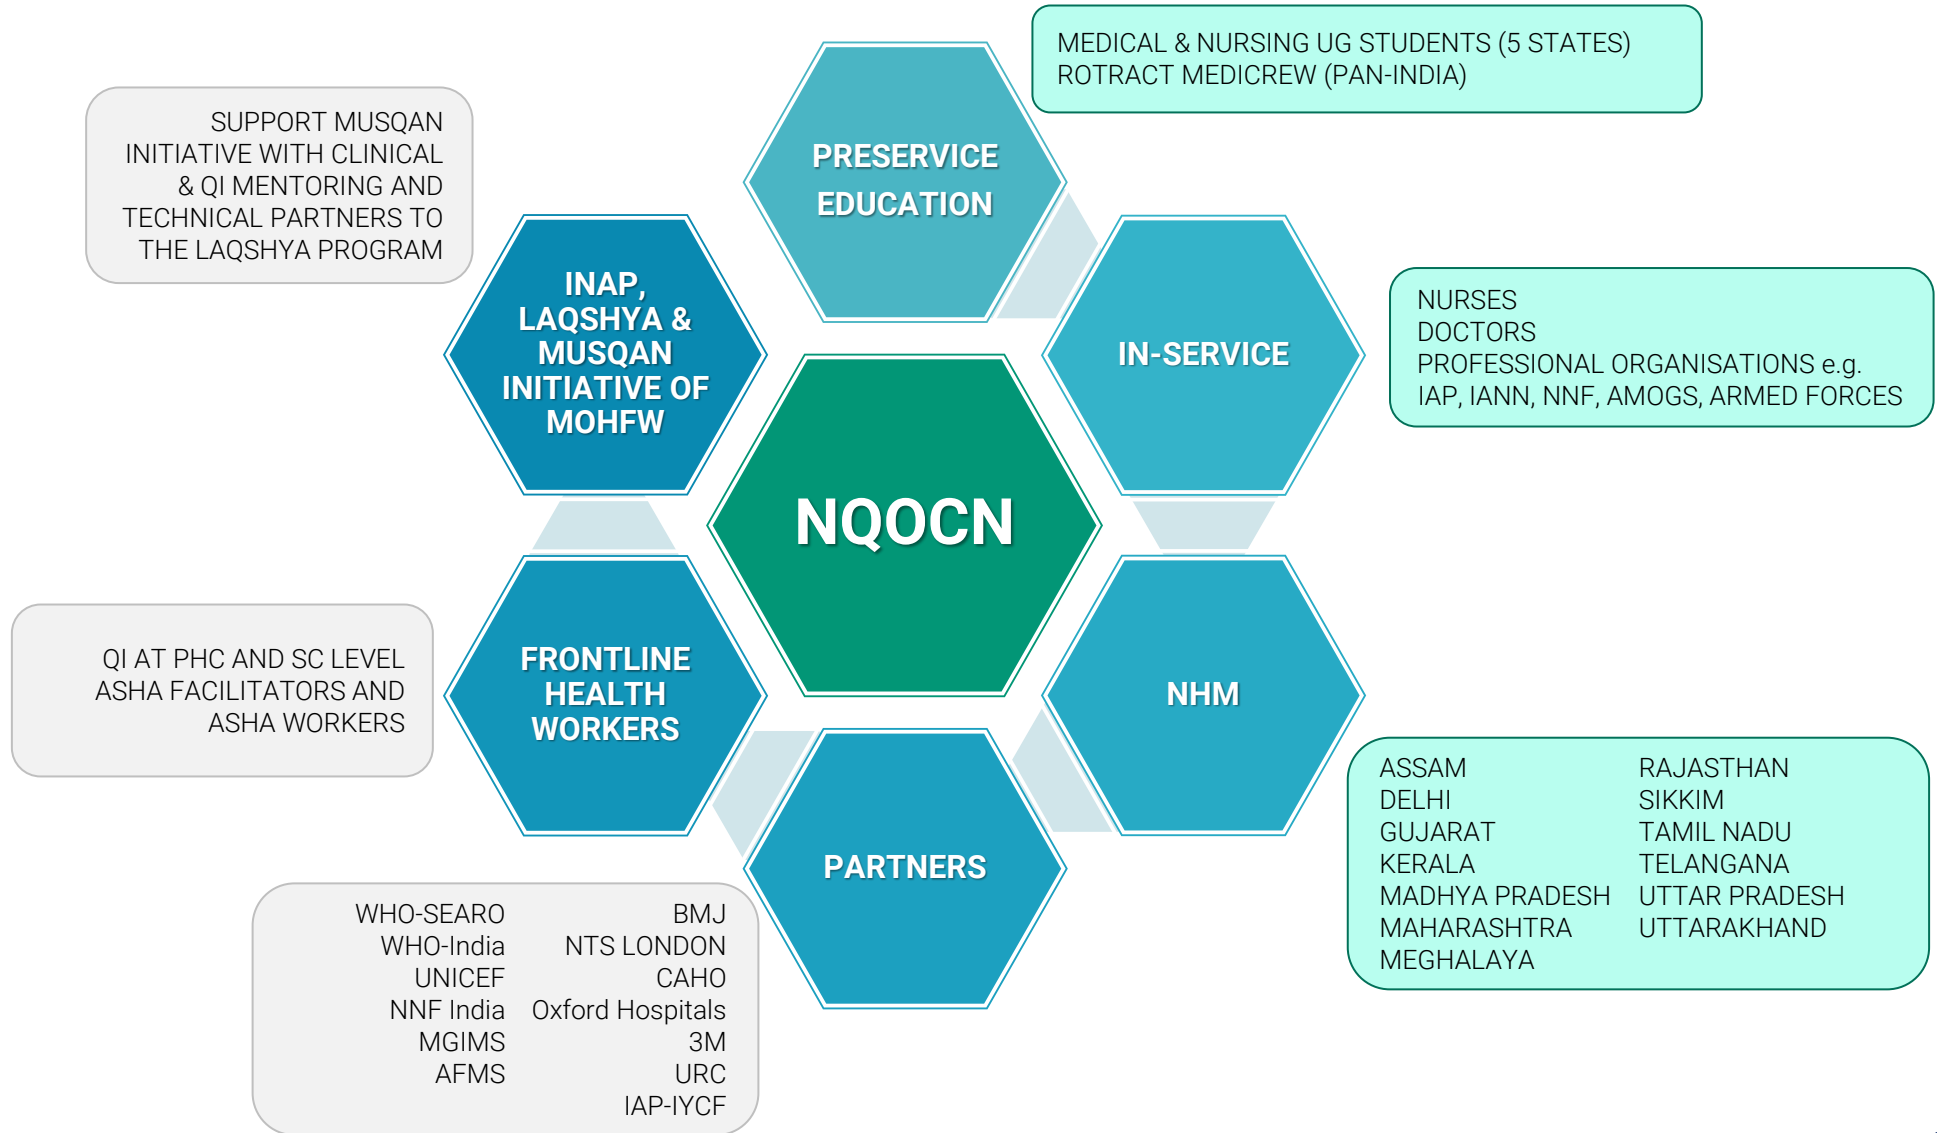 MEDICAL & NURSING UG STUDENTS (5 STATES)
ROTRACT MEDICREW (PAN-INDIA)
PRESERVICE
EDUCATION
SUPPORT MUSQAN
INITIATIVE WITH CLINICAL
& QI MENTORING AND
TECHNICAL PARTNERS TO
THE LAQSHYA PROGRAM
INAP,
LAQSHYA &
MUSQAN
INITIATIVE OF
MOHFW
IN-SERVICE
NURSES
DOCTORS
PROFESSIONAL ORGANISATIONS e.g.
IAP, IANN, NNF, AMOGS, ARMED FORCES
NQOCN
QI AT PHC AND SC LEVEL
ASHA FACILITATORS AND
ASHA WORKERS
FRONTLINE
HEALTH
WORKERS
NHM
ASSAM
DELHI
GUJARAT
KERALA
MADHYA PRADESH
MAHARASHTRA
MEGHALAYA
RAJASTHAN
SIKKIM
TAMIL NADU
TELANGANA
UTTAR PRADESH
UTTARAKHAND
PARTNERS
WHO-SEARO
WHO-India
UNICEF
NNF India
MGIMS
AFMS
BMJ
NTS LONDON
CAHO
Oxford Hospitals
3M
URC
IAP-IYCF